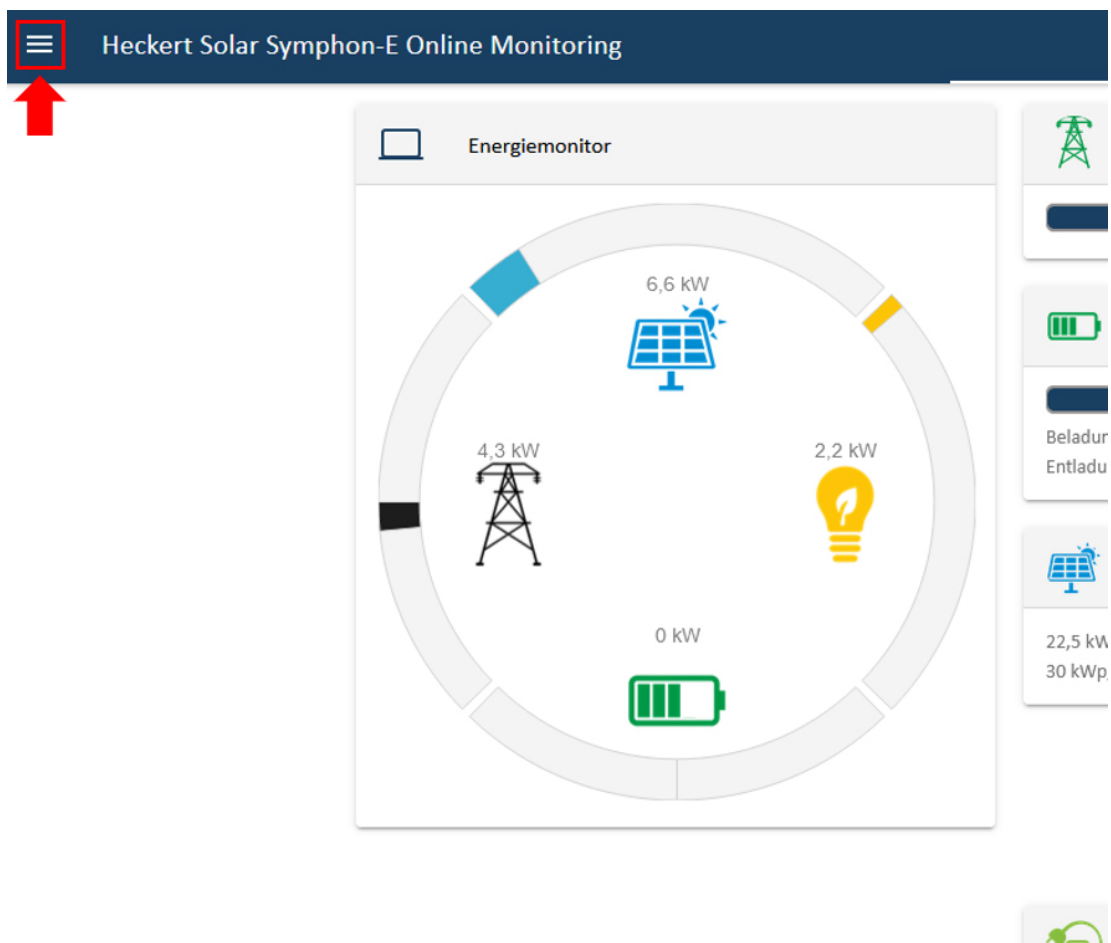 Heckert Solar Symphon-E Online Monitoring
Energiemonitor
6,6 kW
4,3 kW
2,2 kW
0 kW
22,5 kW
30 kWp,